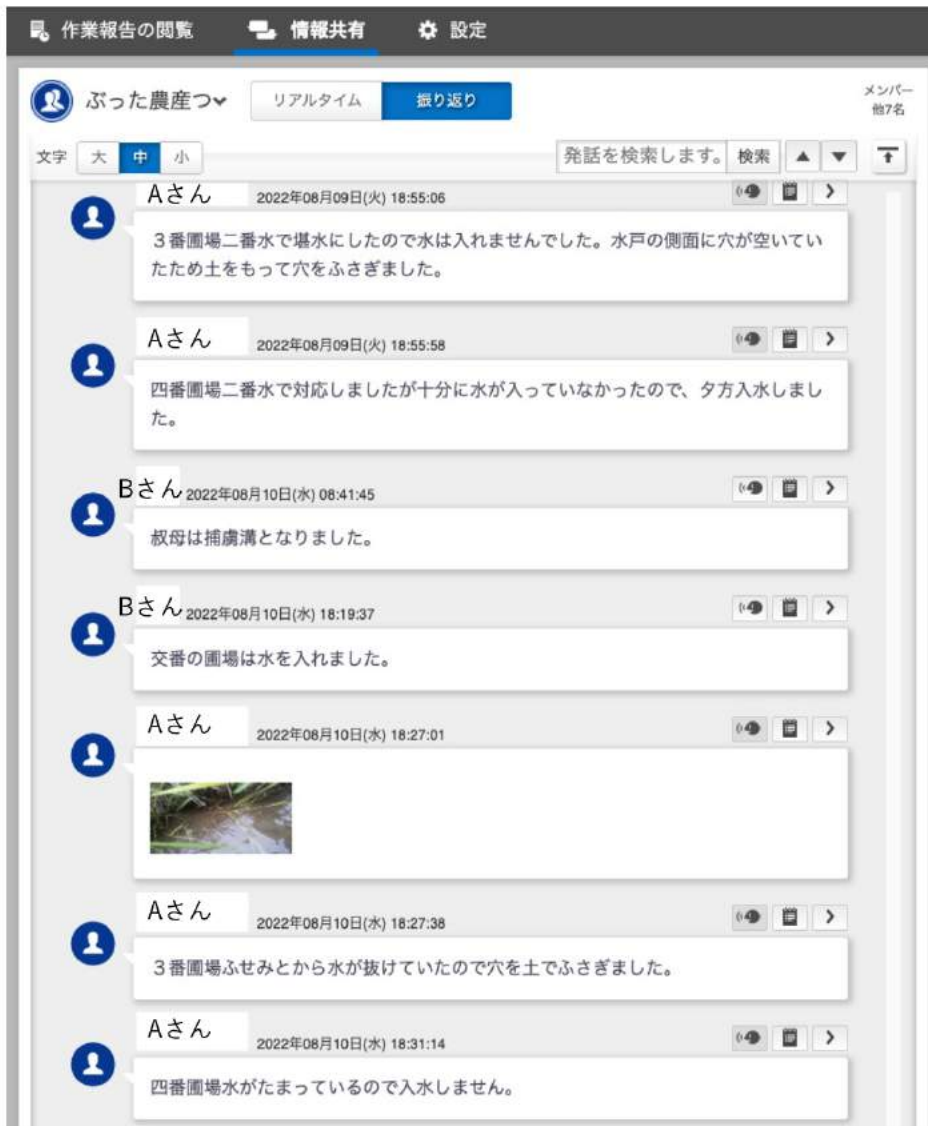 作業報告の閲覧 情報共有 設定
ぶった農産つ リアルタイム 振り返り メンバー
他7名
文字 大 中 小 発話を検索します。 検索 ▲ ▼
Aさん 2022年08月09日(火) 18:55:06
３番圃場二番水で堪水にしたので水は入れませんでした。水戸の側面に穴が空いてい
たため土をもって穴をふさぎました。
Aさん 2022年08月09日(火) 18:55:58
四番圃場二番水で対応しましたが十分に水が入っていなかったので、夕方入水しまし
た。
Bさん 2022年08月10日(水) 08:41:45
叔母は捕虜溝となりました。
Bさん 2022年08月10日(水) 18:19:37
交番の圃場は水を入れました。
Aさん 2022年08月10日(水) 18:27:01
Aさん 2022年08月10日(水) 18:27:38
３番圃場ふせみとから水が抜けていたので穴を土でふさぎました。
Aさん 2022年08月10日(水) 18:31:14
四番圃場水がたまっているので入水しません。